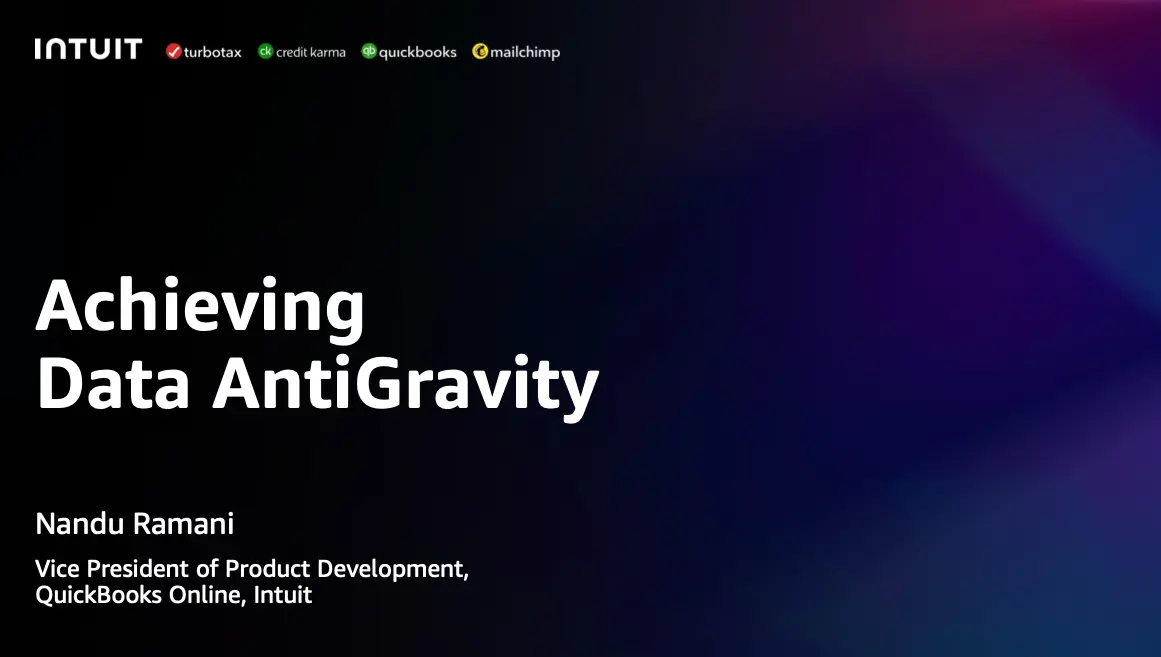 INTUIT turbotax ck credit karma qb quickbooks mailchimp
Achieving
Data AntiGravity
Nandu Ramani
Vice President of Product Development,
QuickBooks Online, Intuit